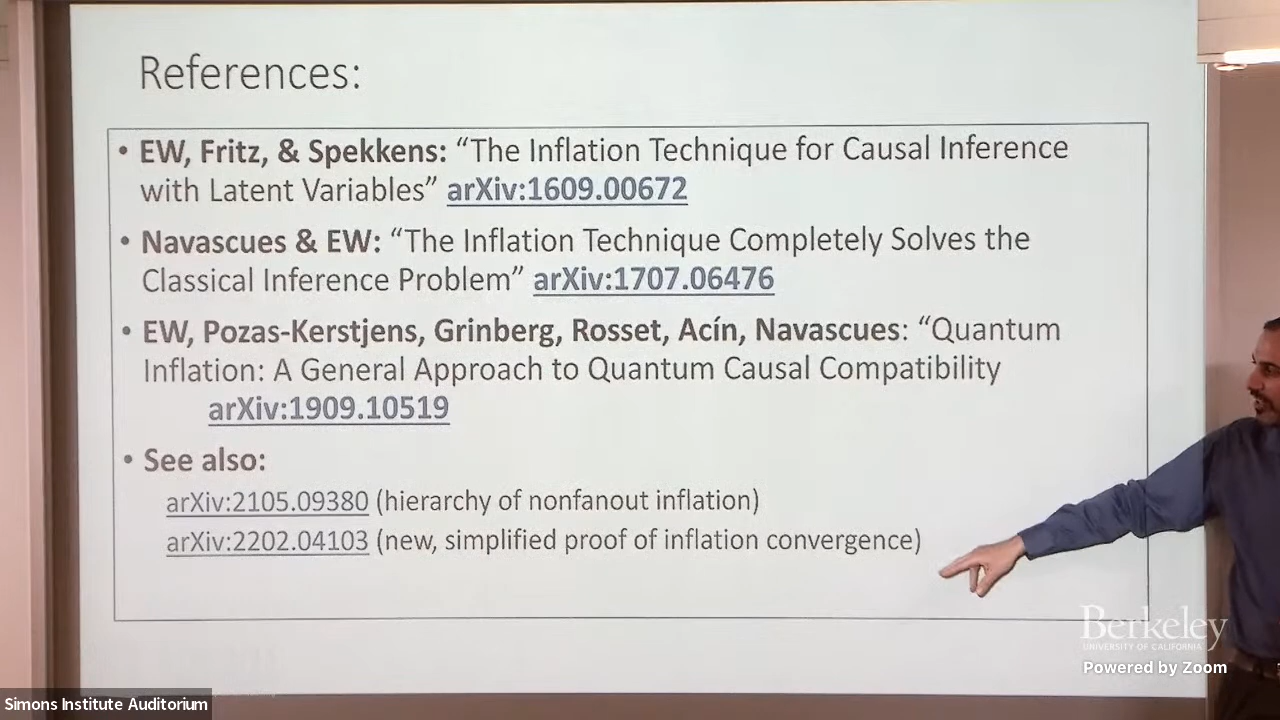 References:
• EW, Fritz, & Spekkens: “The Inflation Technique for Causal Inference
with Latent Variables” arXiv:1609.00672
• Navascues & EW: “The Inflation Technique Completely Solves the
Classical Inference Problem” arXiv:1707.06476
• EW, Pozas-Kerstjens, Grinberg, Rosset, Acín, Navascues: “Quantum
Inflation: A General Approach to Quantum Causal Compatibility
arXiv:1909.10519
• See also:
arXiv:2105.09380 (hierarchy of nonfanout inflation)
arXiv:2202.04103 (new, simplified proof of inflation convergence)
Berkeley
UNIVERSITY OF CALIFORNIA
Powered by Zoom
Simons Institute Auditorium